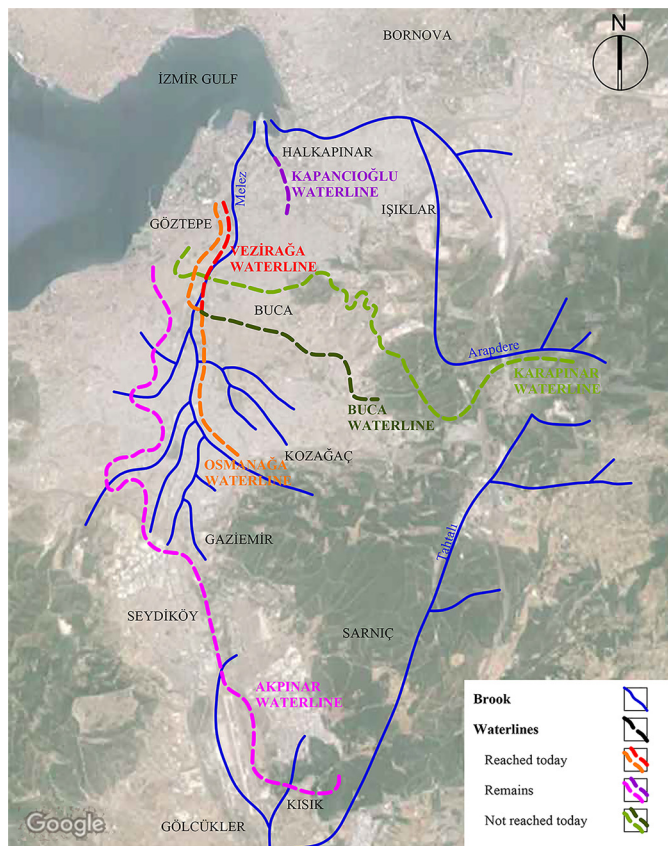 N
BORNOVA
İZMİR GULF
HALKAPINAR
KAPANCIOĞLU
WATERLINE
Melez
IŞIKLAR
GÖZTEPE
VEZİRAĞA
WATERLINE
BUCA
Arapdere
KARAPINAR
WATERLINE
BUCA
WATERLINE
KOZAĞAÇ
OSMANAĞA
WATERLINE
GAZİEMİR
Tahtalı
SEYDİKÖY
SARNIÇ
AKPINAR
WATERLINE
KISIK
GÖLCÜKLER
Google
Brook
Waterlines
Reached today
Remains
Not reached today